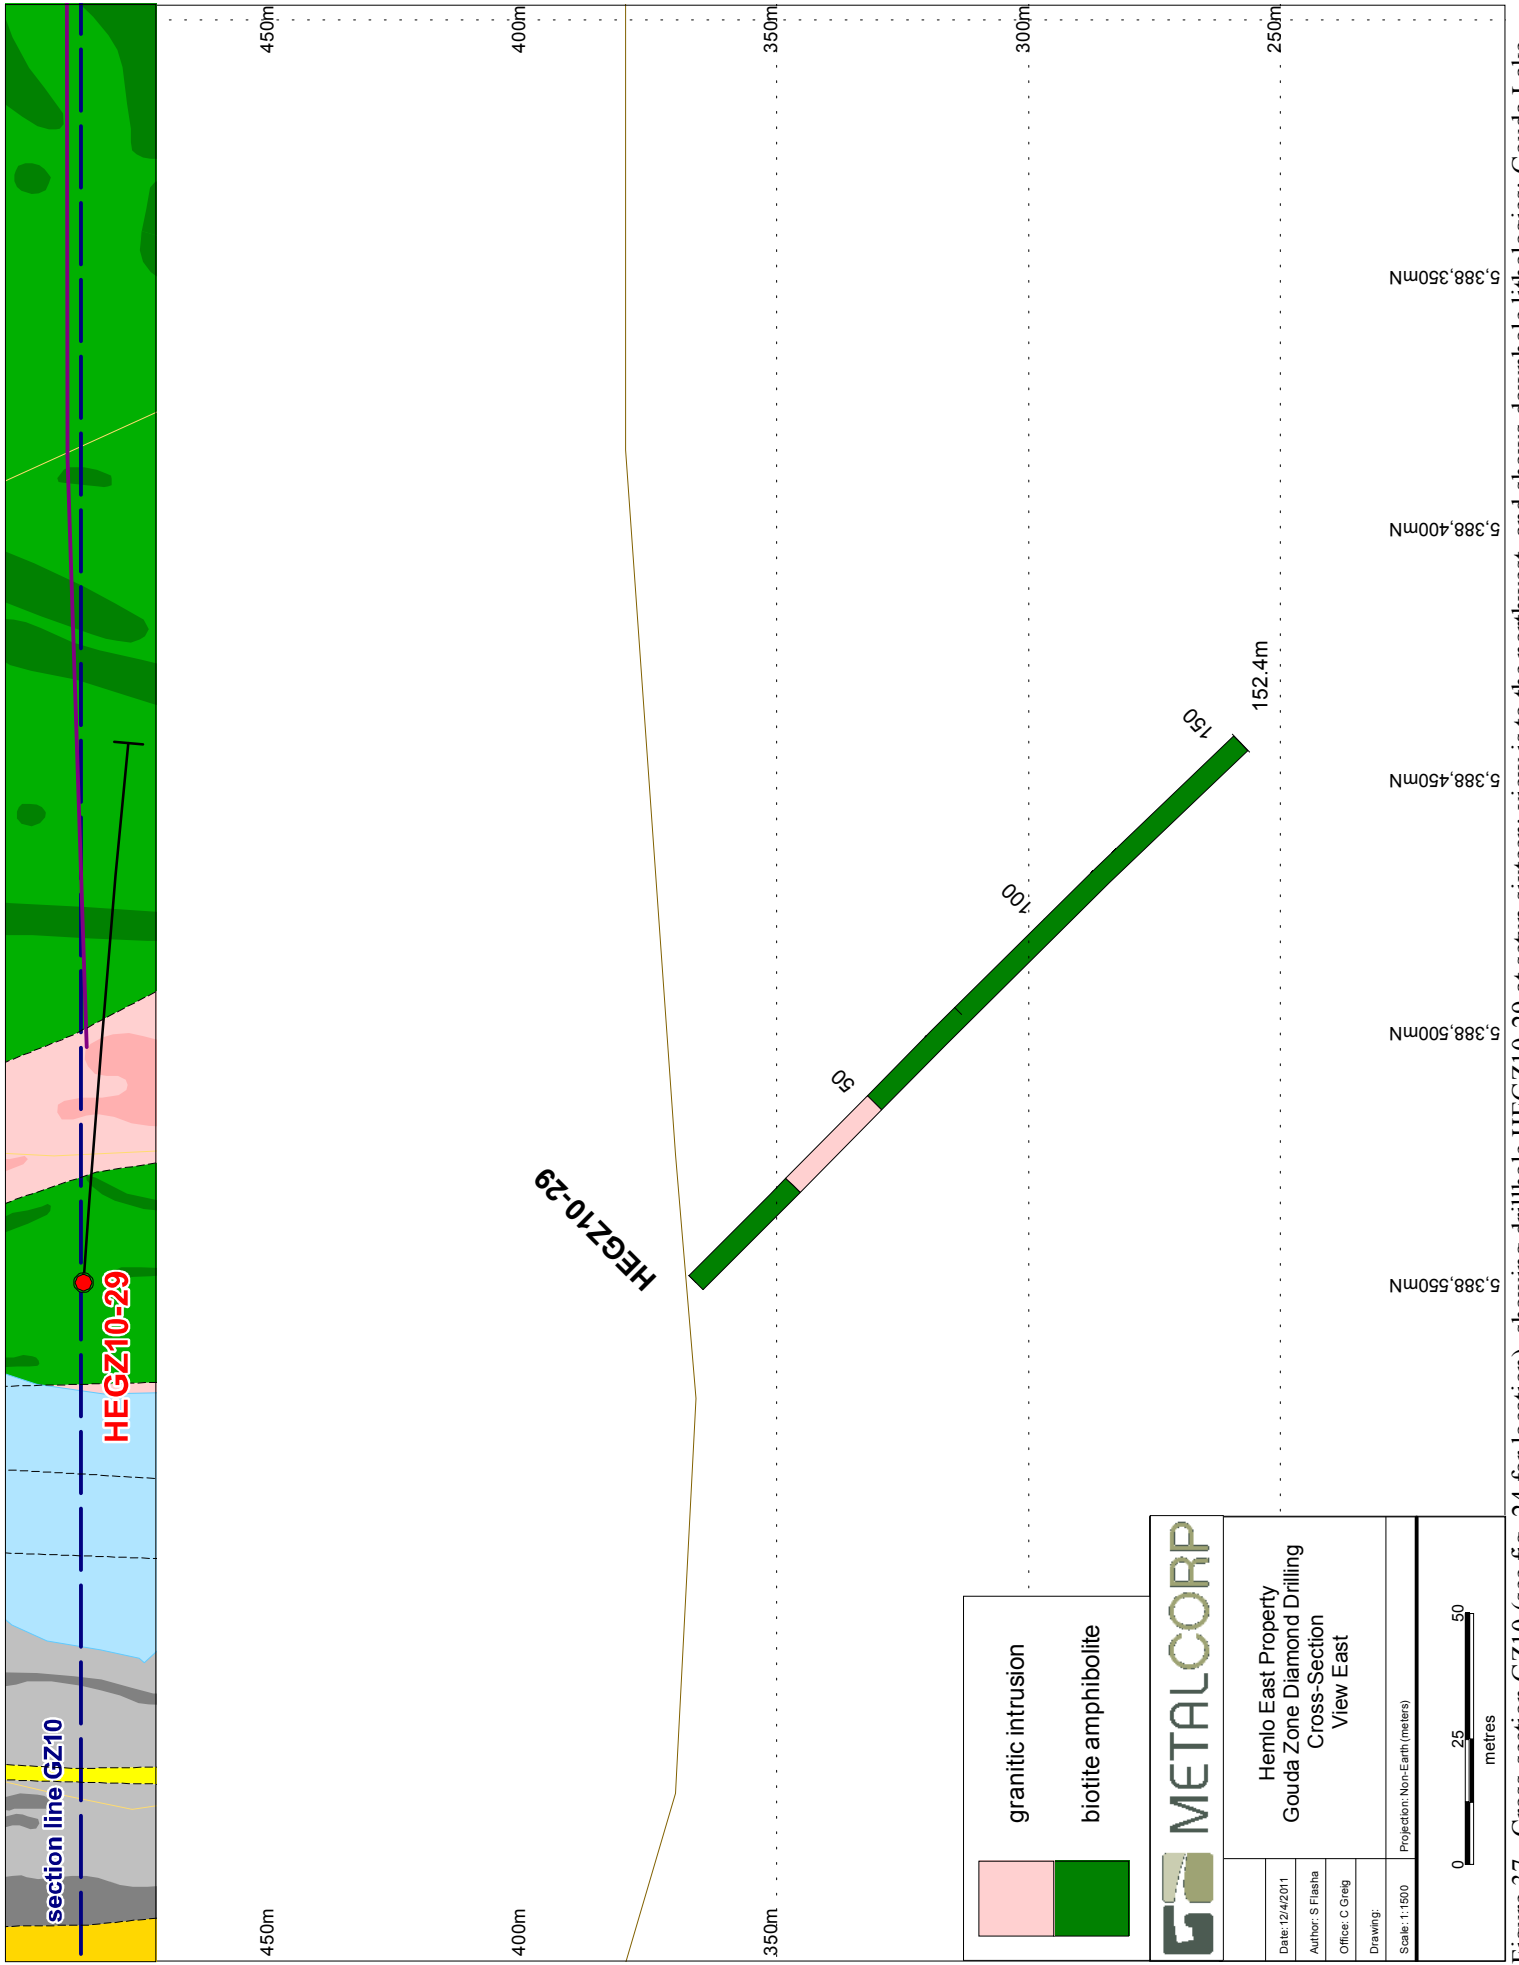 section line GZ10
HEGZ10-29
450m
400m
350m
300m
250m
450m
400m
350m
HEGZ10-29
50
100
150
152.4m
5,388,550mN
5,388,500mN
5,388,450mN
5,388,400mN
5,388,350mN
granitic intrusion
biotite amphibolite
METALCORP
Hemlo East Property
Gouda Zone Diamond Drilling
Cross-Section
View East
Date: 12/4/2011
Author: S Flasha
Office: C Greig
Drawing:
Scale: 1:1500
Projection: Non-Earth (meters)
0 25 50
metres